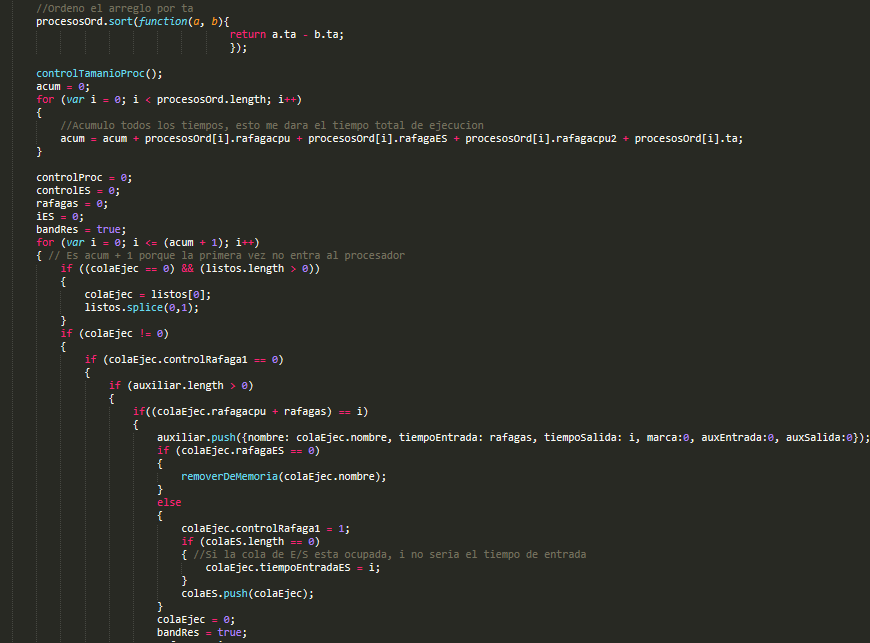 //Ordeno el arreglo por ta
procesosOrd.sort(function(a, b){
return a.ta - b.ta;
});
controlTamanioProc();
acum = 0;
for (var i = 0; i < procesosOrd.length; i++)
{
//Acumulo todos los tiempos, esto me dara el tiempo total de ejecucion
acum = acum + procesosOrd[i].rafagacpu + procesosOrd[i].rafagaES + procesosOrd[i].rafagacpu2 + procesosOrd[i].ta;
}
controlProc = 0;
controlES = 0;
rafagas = 0;
iES = 0;
bandRes = true;
for (var i = 0; i <= (acum + 1); i++)
{ // Es acum + 1 porque la primera vez no entra al procesador
if ((colaEjec == 0) && (listos.length > 0))
{
colaEjec = listos[0];
listos.splice(0,1);
}
if (colaEjec != 0)
{
if (colaEjec.controlRafaga1 == 0)
{
if (auxiliar.length > 0)
{
if((colaEjec.rafagacpu + rafagas) == i)
{
auxiliar.push({nombre: colaEjec.nombre, tiempoEntrada: rafagas, tiempoSalida: i, marca:0, auxEntrada:0, auxSalida:0});
if (colaEjec.rafagaES == 0)
{
removerDeMemoria(colaEjec.nombre);
}
else
{
colaEjec.controlRafaga1 = 1;
if (colaES.length == 0)
{ //Si la cola de E/S esta ocupada, i no seria el tiempo de entrada
colaEjec.tiempoEntradaES = i;
}
colaES.push(colaEjec);
}
colaEjec = 0;
bandRes = true;